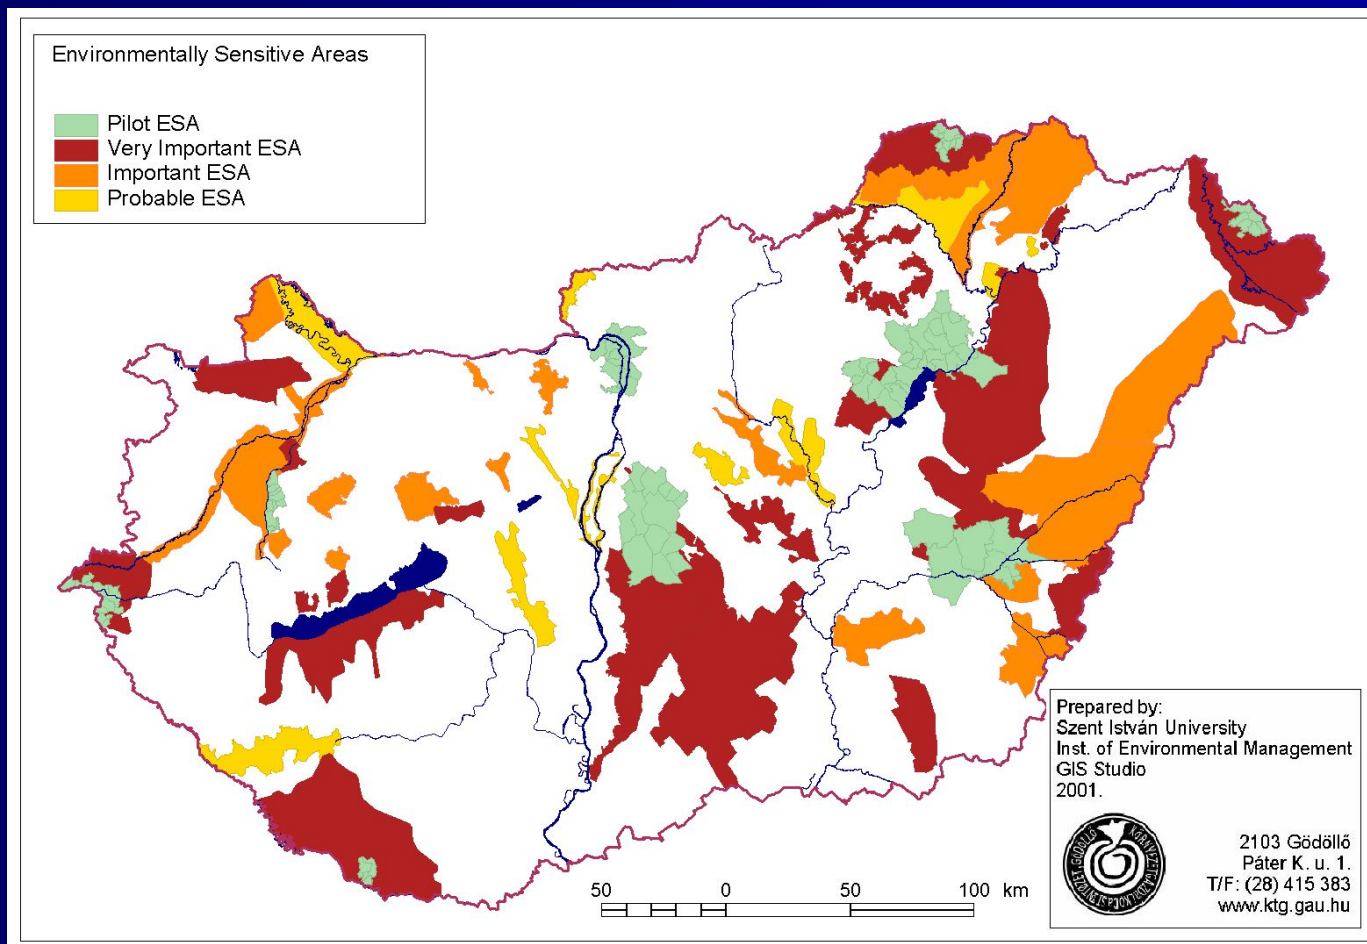 Environmentally Sensitive Areas
Pilot ESA
Very Important ESA
Important ESA
Probable ESA
50 0 50 100 km
Prepared by:
Szent István University
Inst. of Environmental Management
GIS Studio
2001.
2103 Gödöllő
Páter K. u. 1.
T/F: (28) 415 383
www.ktg.gau.hu